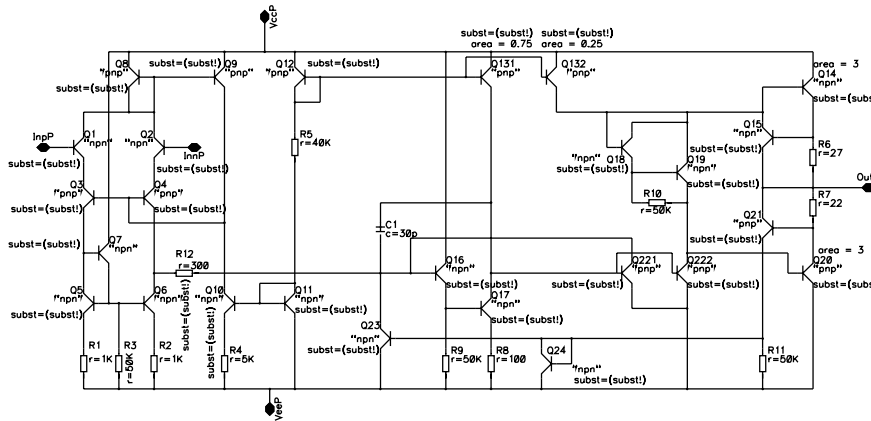 VccP
subst=(subst!) subst=(subst!)
area = 0.75 area = 0.25
area = 3
Q8
"pnp"
subst=(subst!)
subst=(subst!)
Q9
"pnp"
Q12
"pnp"
subst=(subst!)
Q131
"pnp"
Q132
"pnp"
Q14
"npn"
subst=(subst!)
InpP
Q1
"npn"
subst=(subst!)
Q2
"npn"
InnP
subst=(subst!)
R5
r=40K
Q18
"npn"
Q19
"npn"
subst=(subst!)
subst=(subst!)
Q15
"npn"
subst=(subst!)
R6
r=27
Q3
"pnp"
subst=(subst!)
Q4
"pnp"
subst=(subst!)
R10
r=50K
R7
r=22
Out
Q21
"pnp"
subst=(subst!)
C1
c=30p
Q7
"npn"
subst=(subst!)
R12
r=300
subst=(subst!)
Q16
"npn"
subst=(subst!)
Q221
"pnp"
subst=(subst!)
Q222
"pnp"
subst=(subst!)
area = 3
Q20
"pnp"
subst=(subst!)
Q5
"npn"
subst=(subst!)
Q6
"npn"
Q10
"npn"
subst=(subst!)
Q11
"npn"
subst=(subst!)
Q17
"npn"
subst=(subst!)
Q23
"npn"
subst=(subst!)
Q24
"npn"
subst=(subst!)
R1
r=1K
R3
r=50K
R2
r=1K
R4
r=5K
R9
r=50K
R8
r=100
R11
r=50K
VeeP